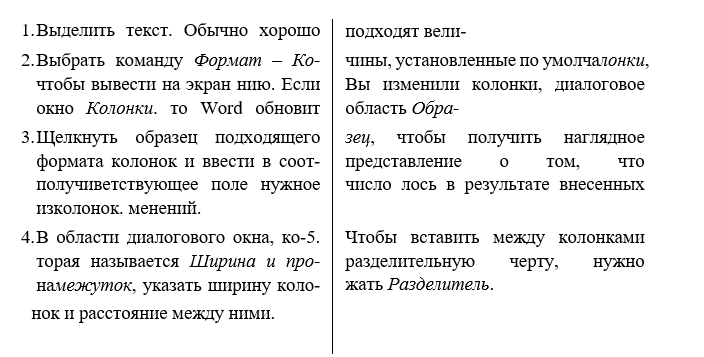 1.Выделить текст. Обычно хорошо
2.Выбрать команду Формат – Ко-
чтобы вывести на экран нию. Если
окно Колонки. то Word обновит
3.Щелкнуть образец подходящего
формата колонок и ввести в соот-
получиветствующее поле нужное
изколонок. менений.
4.В области диалогового окна, ко-5.
торая называется Ширина и про-
намежуток, указать ширину коло-
нок и расстояние между ними.
подходят вели-
чины, установленные по умолчалонки,
Вы изменили колонки, диалоговое
область Обра-
зец, чтобы получить наглядное
представление о том, что
число лось в результате внесенных
Чтобы вставить между колонками
разделительную черту, нужно
жать Разделитель.